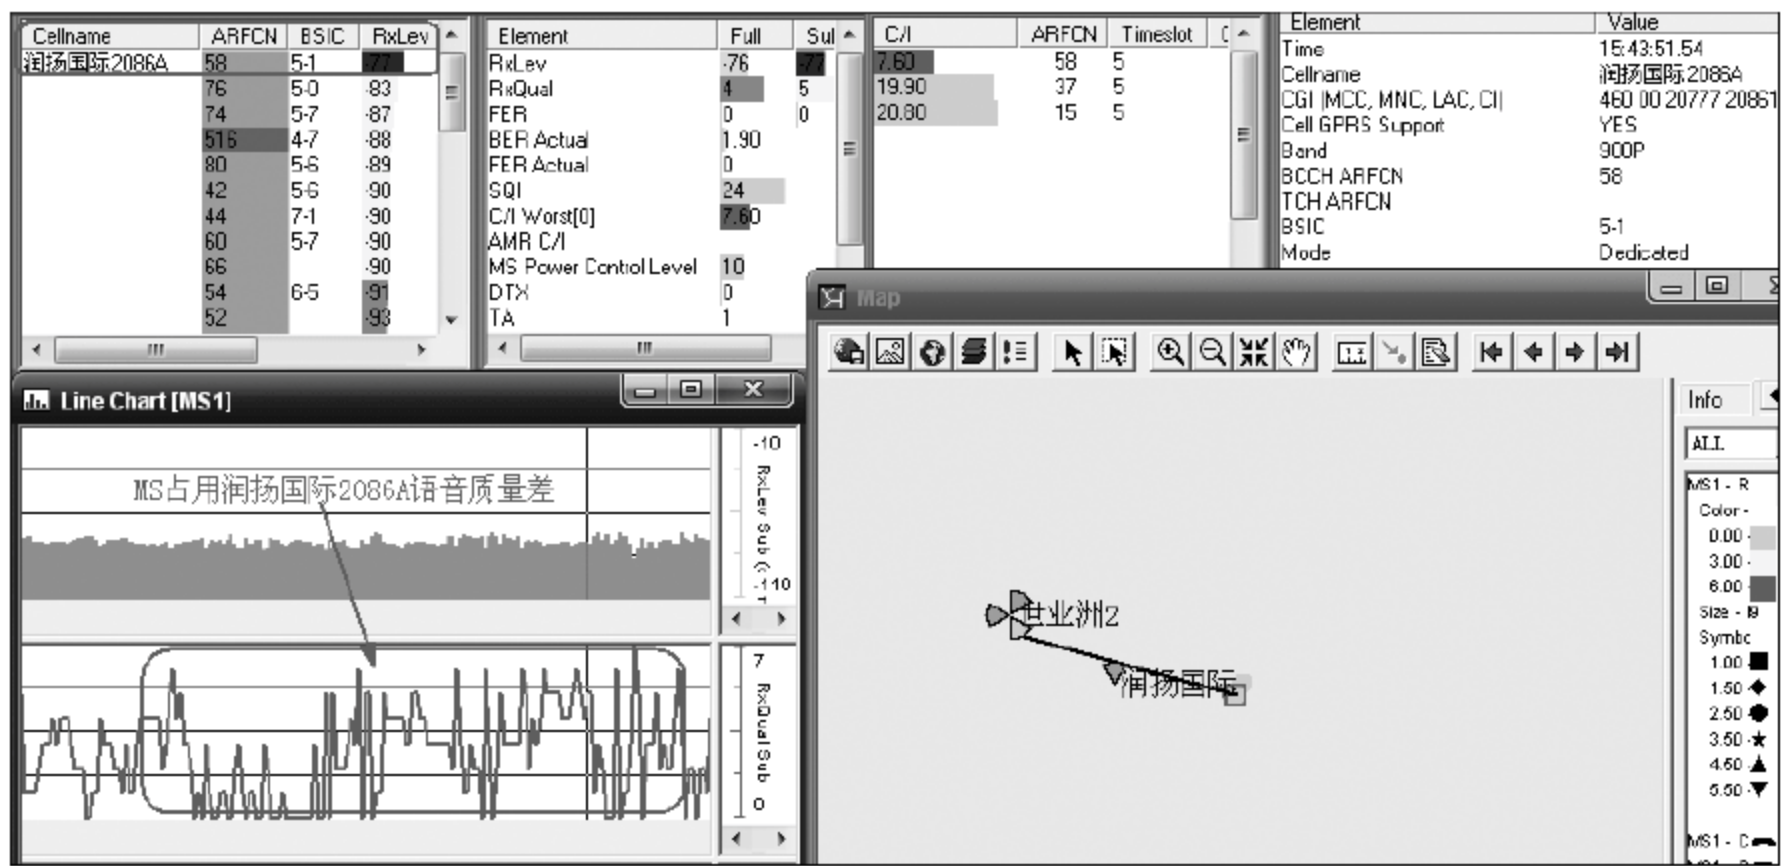 Cellname ARFCN BSIC RxLev
润扬国际2086A 58 5-1 -77
76 5-0 -83
74 5-7 -87
516 4-7 -88
80 5-6 -89
42 5-6 -90
44 7-1 -90
60 5-7 -90
66 -90
54 6-5 -91
52 -93
Element Full Sul
RxLev -76 -77
RxQual 4 5
FER 0 0
BER Actual 1.90
FER Actual 0
SQI 24
C/I Worst[0] 7.60
AMR C/I
MS Power Control Level 10
DTX 0
TA 1
C/I ARFCN Timeslot
7.60 58 5
19.90 37 5
20.80 15 5
Element Value
Time 15:43:51.54
Cellname 润扬国际2086A
CGI (MCC, MNC, LAC, CI) 460 00 20777 20861
Cell GPRS Support YES
Band 900P
BCCH ARFCN 58
TCH ARFCN
BSIC 5-1
Mode Dedicated
Line Chart [MS1]
MS占用润扬国际2086A语音质量差
-10
RxLev Sub (<
-110
7
RxQual Sub
0
Map
世业洲2
润扬国际
Info
ALL
MS1 - R
Color -
0.00 -
3.00 -
6.00 -
Size -
Symbc
1.00
1.50
2.50
3.50
4.50
5.50
MS1 - C